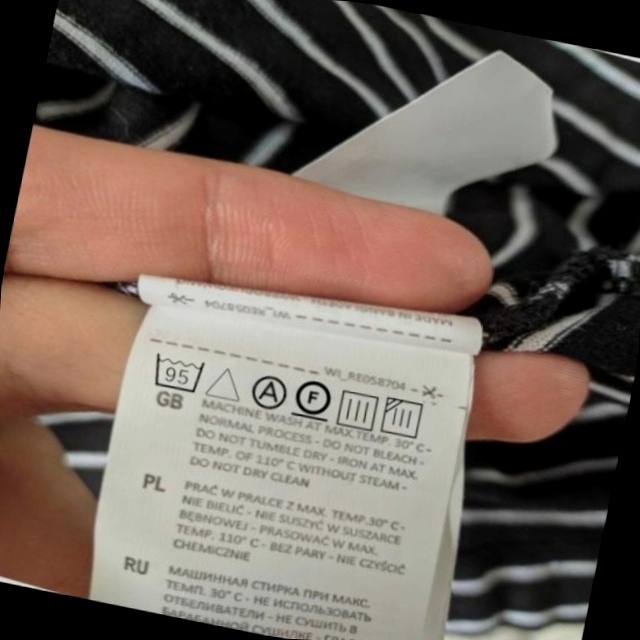 WI_RE058704
WI_RE058704
95 A F
GB MACHINE WASH AT MAX.TEMP. 30° C -
NORMAL PROCESS - DO NOT BLEACH -
DO NOT TUMBLE DRY - IRON AT MAX.
TEMP. OF 110° C WITHOUT STEAM -
DO NOT DRY CLEAN
PL PRAĆ W PRALCE Z MAX. TEMP.30° C -
NIE BIELIĆ - NIE SUSZYĆ W SUSZARCE
BĘBNOWEJ - PRASOWAĆ W MAX.
TEMP. 110° C - BEZ PARY - NIE CZYŚCIĆ
CHEMICZNIE
RU МАШИННАЯ СТИРКА ПРИ МАКС.
ТЕМП. 30° С - НЕ ИСПОЛЬЗОВАТЬ
ОТБЕЛИВАТЕЛИ - НЕ СУШИТЬ В
БАРАБАННОЙ СУШИЛКЕ -